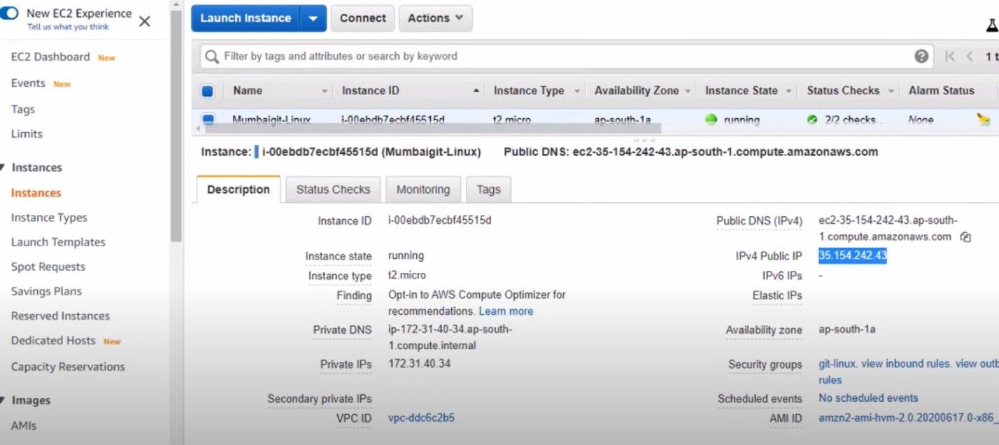 New EC2 Experience
Tell us what you think
EC2 Dashboard New
Events New
Tags
Limits
Instances
Instances
Instance Types
Launch Templates
Spot Requests
Savings Plans
Reserved Instances
Dedicated Hosts New
Capacity Reservations
Images
AMIs
Launch Instance Connect Actions
Filter by tags and attributes or search by keyword
1 t
Name Instance ID Instance Type Availability Zone Instance State Status Checks Alarm Status
Mumbaigit-Linux i-00ebdb7ecbf45515d t2.micro ap-south-1a running 2/2 checks ... None
Instance: i-00ebdb7ecbf45515d (Mumbaigit-Linux) Public DNS: ec2-35-154-242-43.ap-south-1.compute.amazonaws.com
Description Status Checks Monitoring Tags
Instance ID i-00ebdb7ecbf45515d
Instance state running
Instance type t2.micro
Finding Opt-in to AWS Compute Optimizer for
recommendations. Learn more
Private DNS ip-172-31-40-34.ap-south-
1.compute.internal
Private IPs 172.31.40.34
Secondary private IPs
VPC ID vpc-ddc6c2b5
Public DNS (IPv4) ec2-35-154-242-43.ap-south-
1.compute.amazonaws.com
IPv4 Public IP 35.154.242.43
IPv6 IPs -
Elastic IPs
Availability zone ap-south-1a
Security groups git-linux. view inbound rules. view outb
rules
Scheduled events No scheduled events
AMI ID amzn2-ami-hvm-2.0.20200617.0-x86_